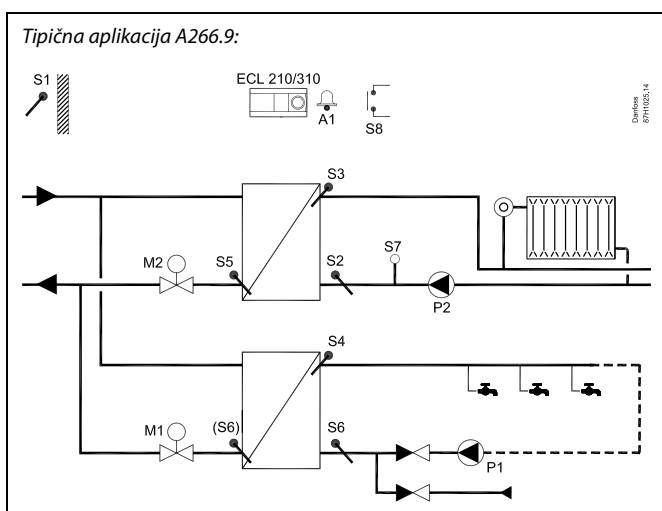 Tipična aplikacija A266.9:
S1
ECL 210/310
A1
S8
Danfoss
87H1025.14
S3
M2
S5
S2
S7
P2
S4
M1
(S6)
S6
P1